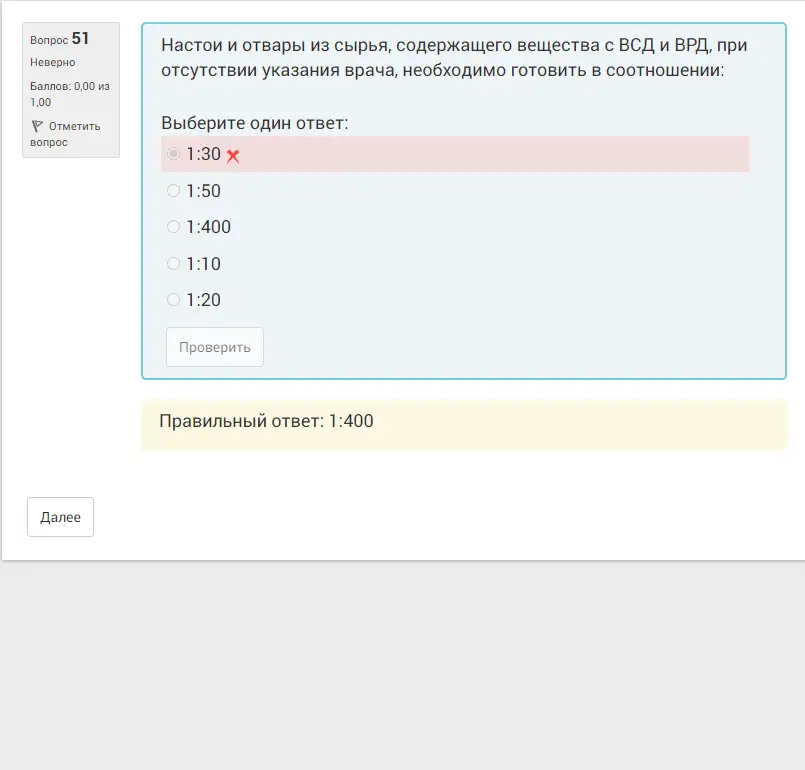 Вопрос 51
Неверно
Баллов: 0,00 из
1,00
Отметить
вопрос
Настои и отвары из сырья, содержащего вещества с ВСД и ВРД, при
отсутствии указания врача, необходимо готовить в соотношении:
Выберите один ответ:
1:30
1:50
1:400
1:10
1:20
Проверить
Правильный ответ: 1:400
Далее